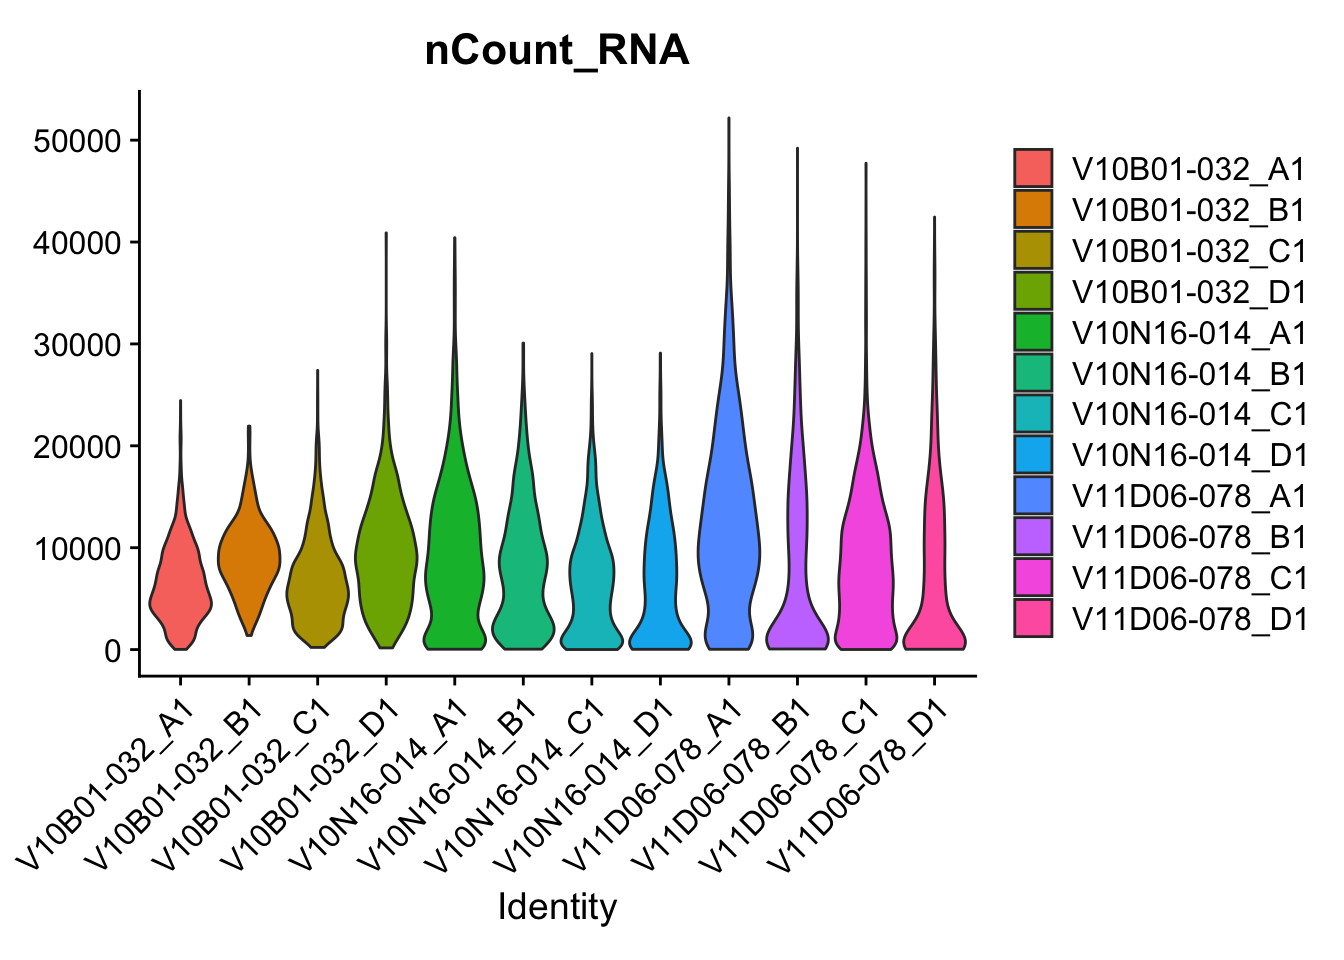 nCount_RNA
50000
40000
30000
20000
10000
0
V10B01-032_A1
V10B01-032_B1
V10B01-032_C1
V10B01-032_D1
V10N16-014_A1
V10N16-014_B1
V10N16-014_C1
V10N16-014_D1
V11D06-078_A1
V11D06-078_B1
V11D06-078_C1
V11D06-078_D1
Identity
V10B01-032_A1
V10B01-032_B1
V10B01-032_C1
V10B01-032_D1
V10N16-014_A1
V10N16-014_B1
V10N16-014_C1
V10N16-014_D1
V11D06-078_A1
V11D06-078_B1
V11D06-078_C1
V11D06-078_D1